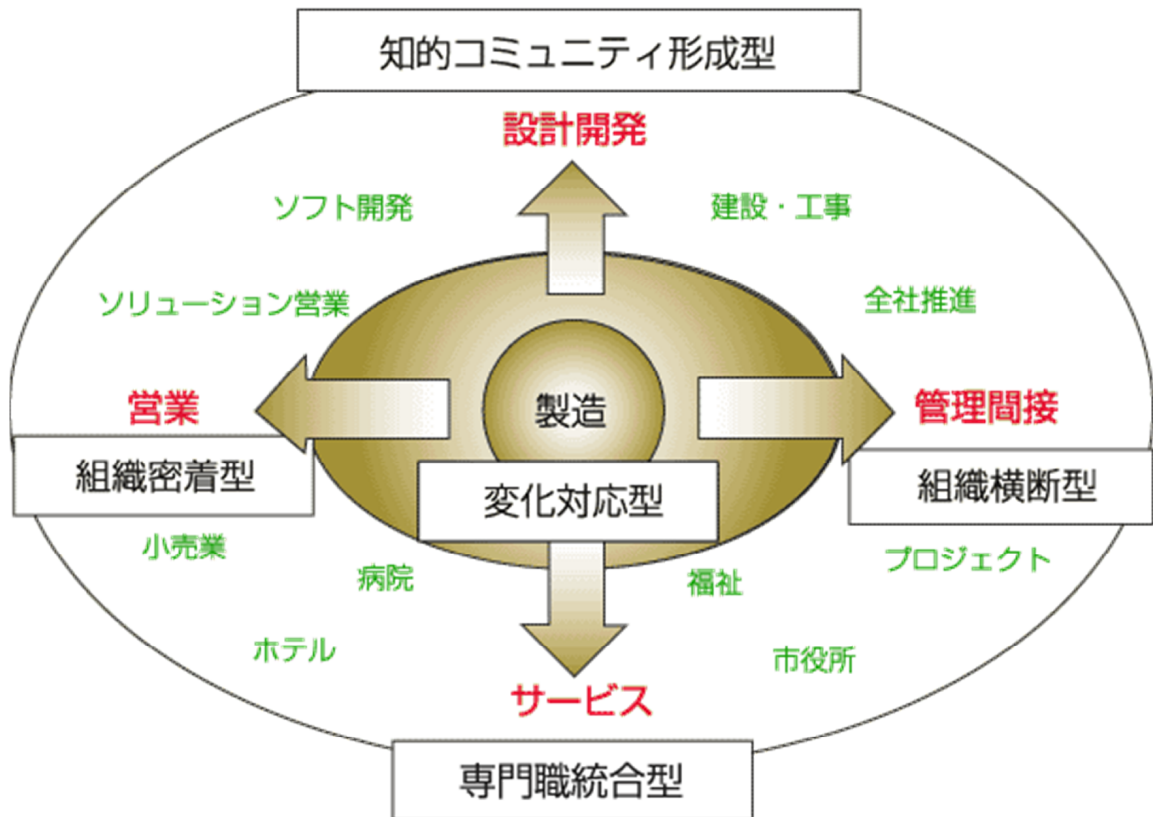 知的コミュニティ形成型
設計開発
ソフト開発
建設・工事
ソリューション営業
全社推進
営業
製造
管理間接
組織密着型
変化対応型
組織横断型
小売業
病院
福祉
プロジェクト
ホテル
市役所
サービス
専門職統合型